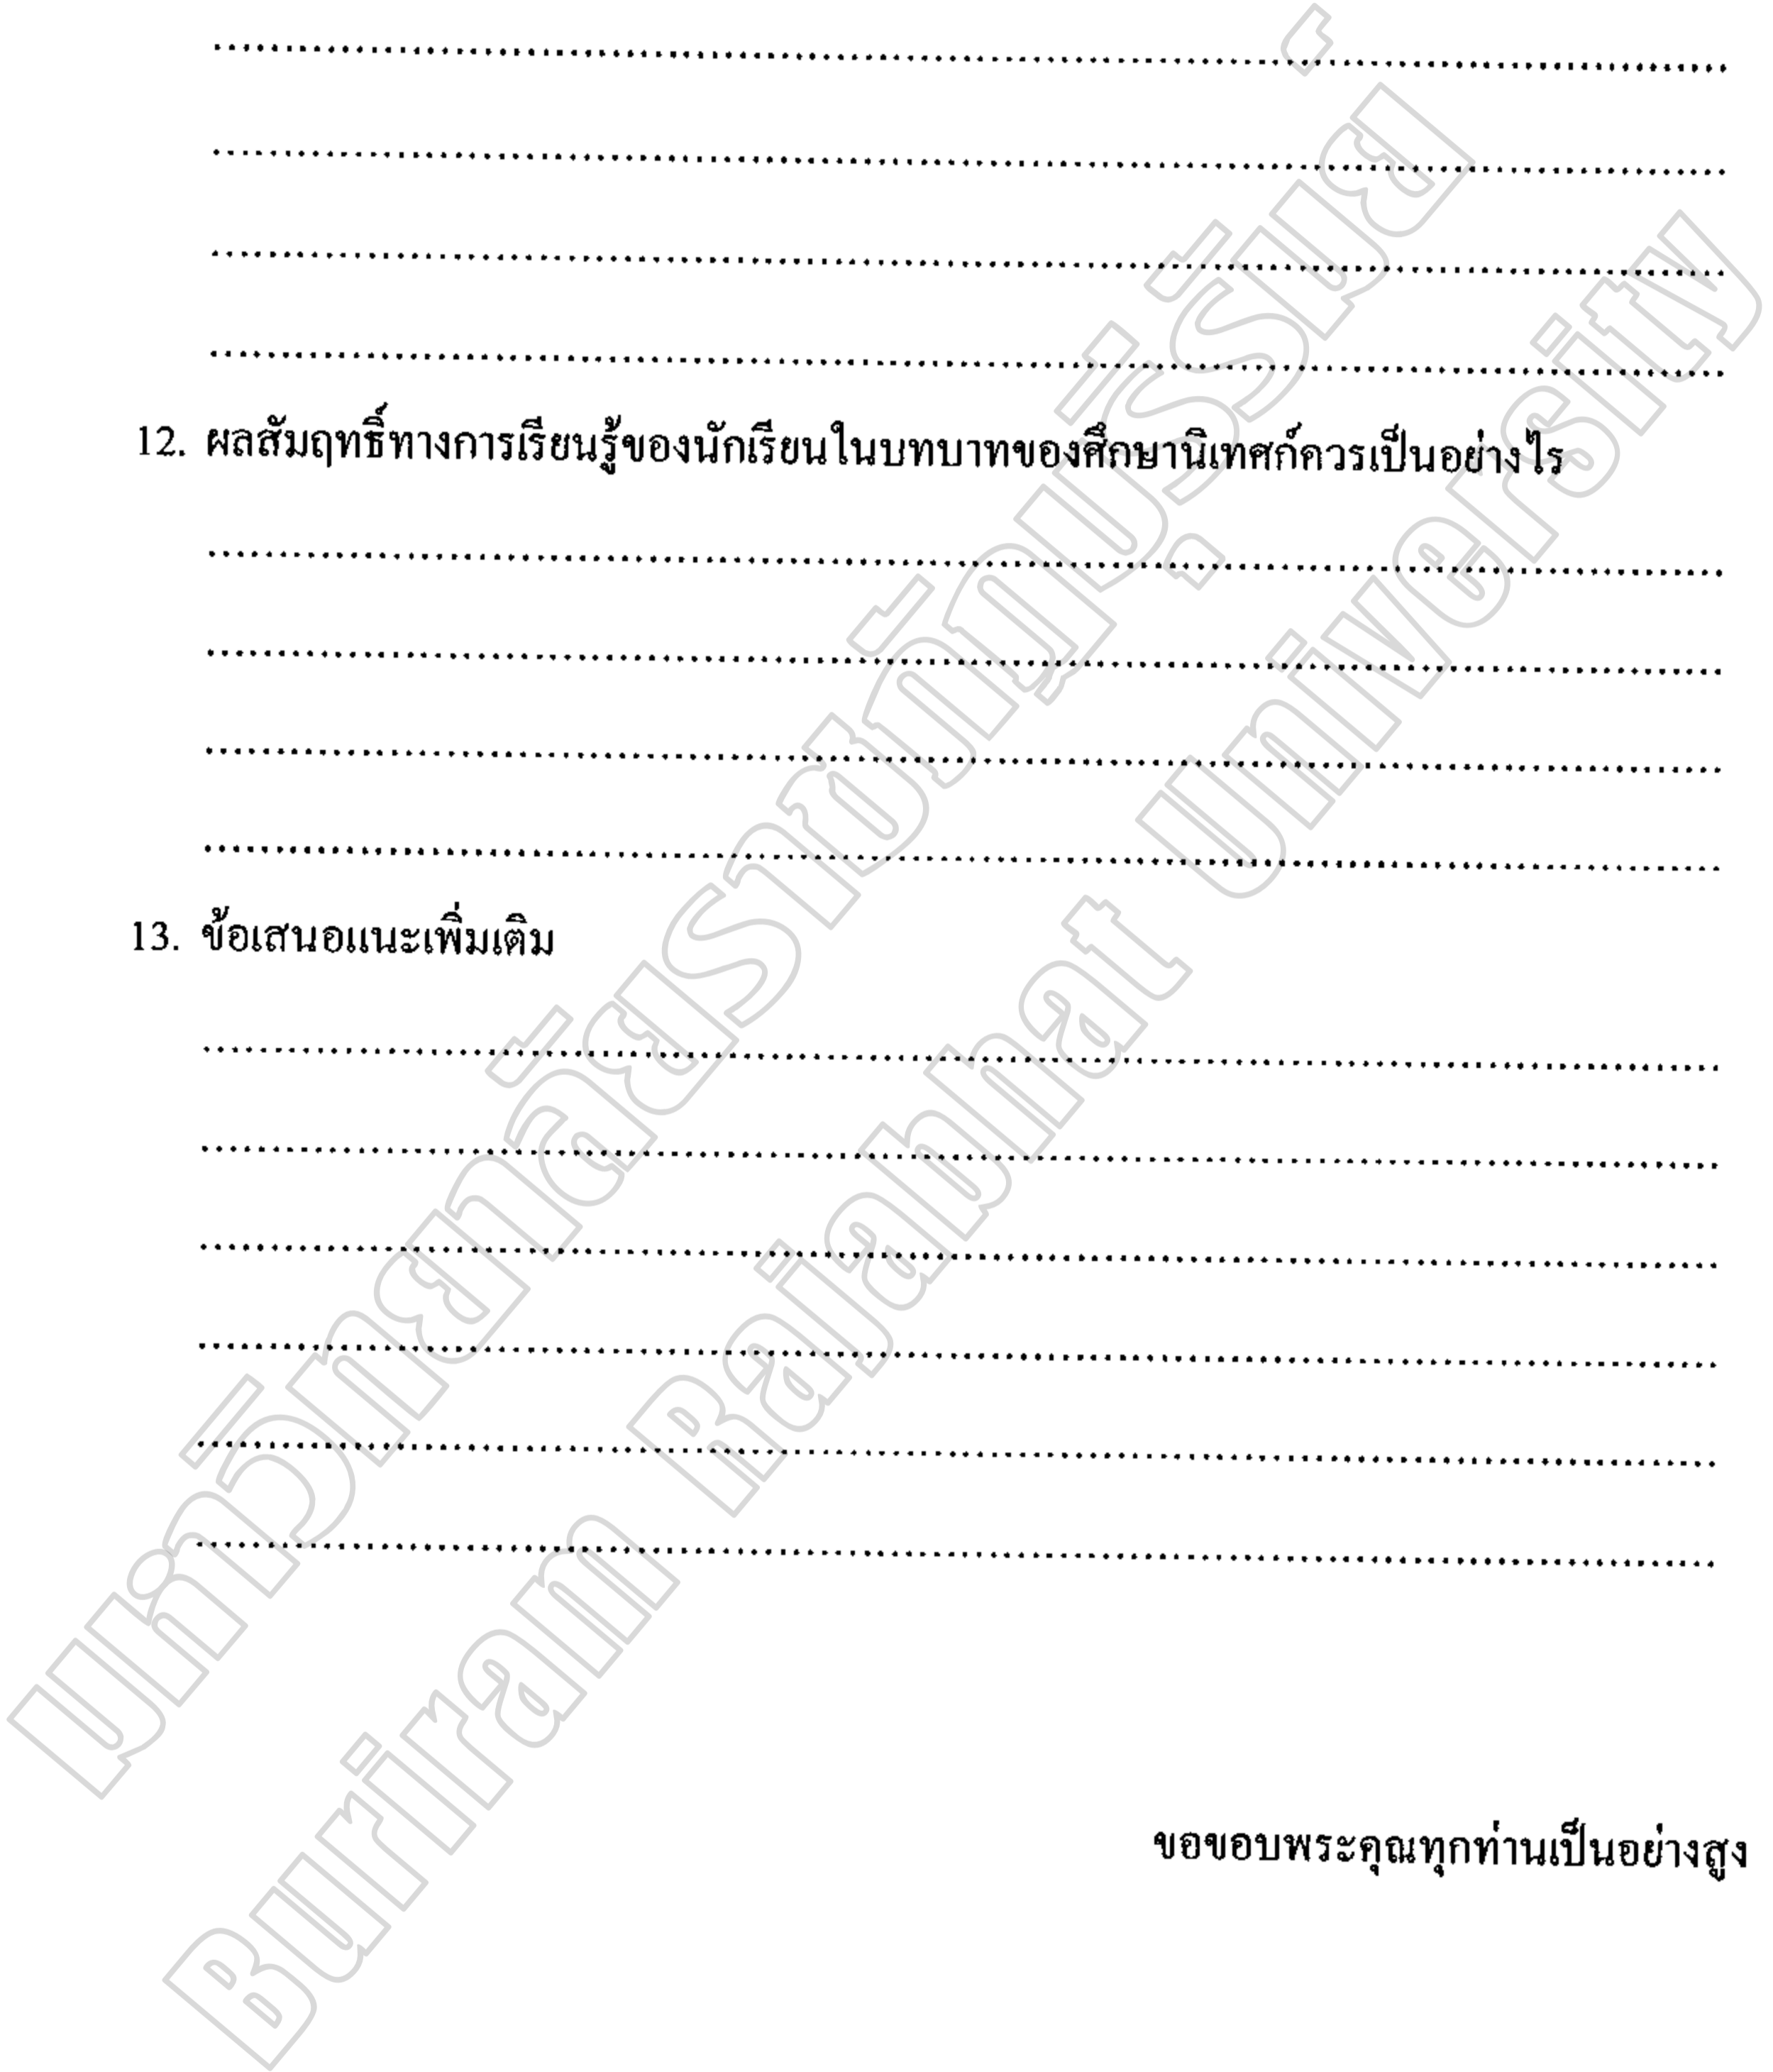 ........................................................................................................
........................................................................................................
........................................................................................................
........................................................................................................
12. ผลสัมฤทธิ์ทางการเรียนรู้ของนักเรียนในบทบาทของศึกษานิเทศก์ควรเป็นอย่างไร
........................................................................................................
........................................................................................................
........................................................................................................
........................................................................................................
13. ข้อเสนอแนะเพิ่มเติม
........................................................................................................
........................................................................................................
........................................................................................................
........................................................................................................
........................................................................................................
........................................................................................................
ขอขอบพระคุณทุกท่านเป็นอย่างสูง
มหาวิทยาลัยราชภัฏบุรีรัมย์
Buriram Rajabhat University